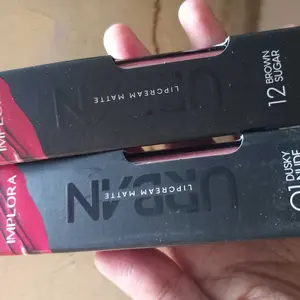 IMPLORA
URBAN
LIPCREAM MATTE
12 BROWN
SUGAR
IMPLORA
URBAN
LIPCREAM MATTE
01 DUSKY
NUDE